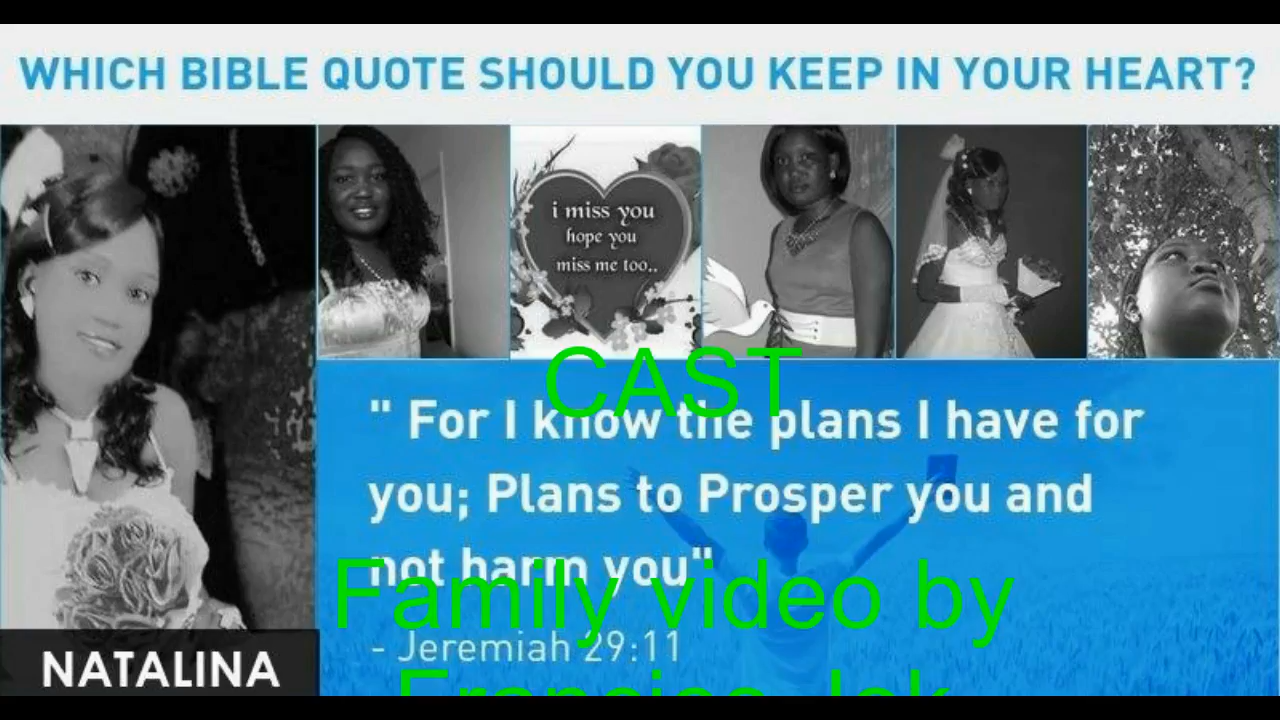 WHICH BIBLE QUOTE SHOULD YOU KEEP IN YOUR HEART?
i miss you
hope you
miss me too..
CAST
" For I know the plans I have for
you; Plans to Prosper you and
not harm you"
Family video by
- Jeremiah 29:11
NATALINA